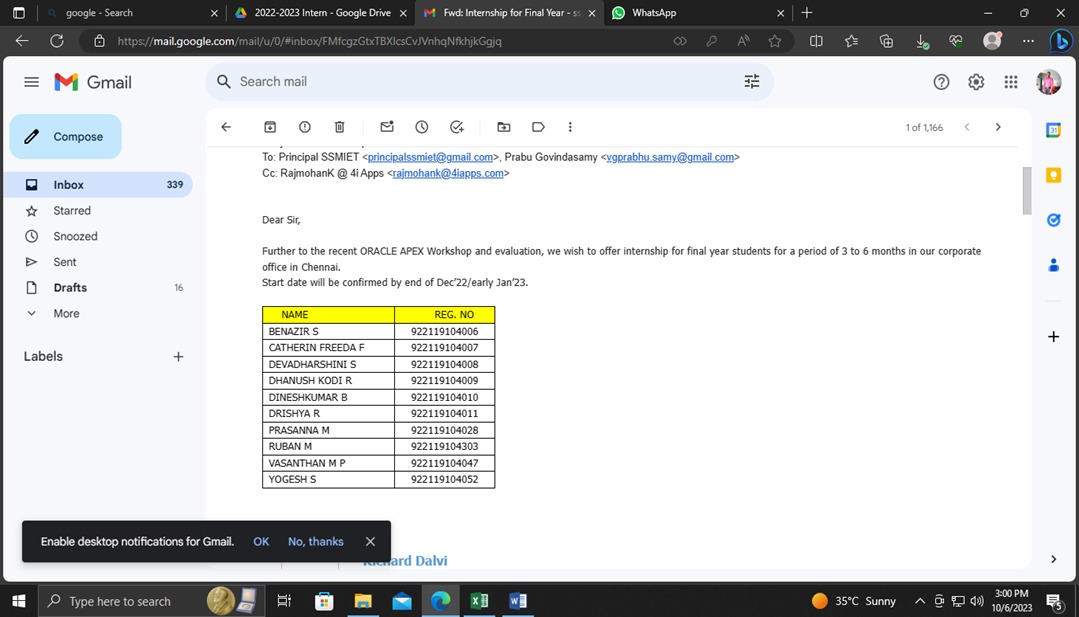 google - Search
2022-2023 Intern - Google Drive
Fwd: Internship for Final Year - ss
WhatsApp
https://mail.google.com/mail/u/0/#inbox/FMfcgzGtxTBXlcsCvJVnhqNfkhjkGgjq
Gmail
Search mail
Compose
1 of 1,166
Inbox 339
Starred
Snoozed
Sent
Drafts 16
More
Labels
To: Principal SSMIET <principalssmiet@gmail.com>, Prabu Govindasamy <vgprabhu.samy@gmail.com>
Cc: RajmohanK @ 4i Apps <rajmohank@4iapps.com>
Dear Sir,
Further to the recent ORACLE APEX Workshop and evaluation, we wish to offer internship for final year students for a period of 3 to 6 months in our corporate
office in Chennai.
Start date will be confirmed by end of Dec'22/early Jan'23.
NAME REG. NO
BENAZIR S 922119104006
CATHERIN FREEDA F 922119104007
DEVADHARSHINI S 922119104008
DHANUSH KODI R 922119104009
DINESHKUMAR B 922119104010
DRISHYA R 922119104011
PRASANNA M 922119104028
RUBAN M 922119104303
VASANTHAN M P 922119104047
YOGESH S 922119104052
Enable desktop notifications for Gmail. OK No, thanks
Richard Dalvi
Type here to search
35°C Sunny
3:00 PM
10/6/2023
5